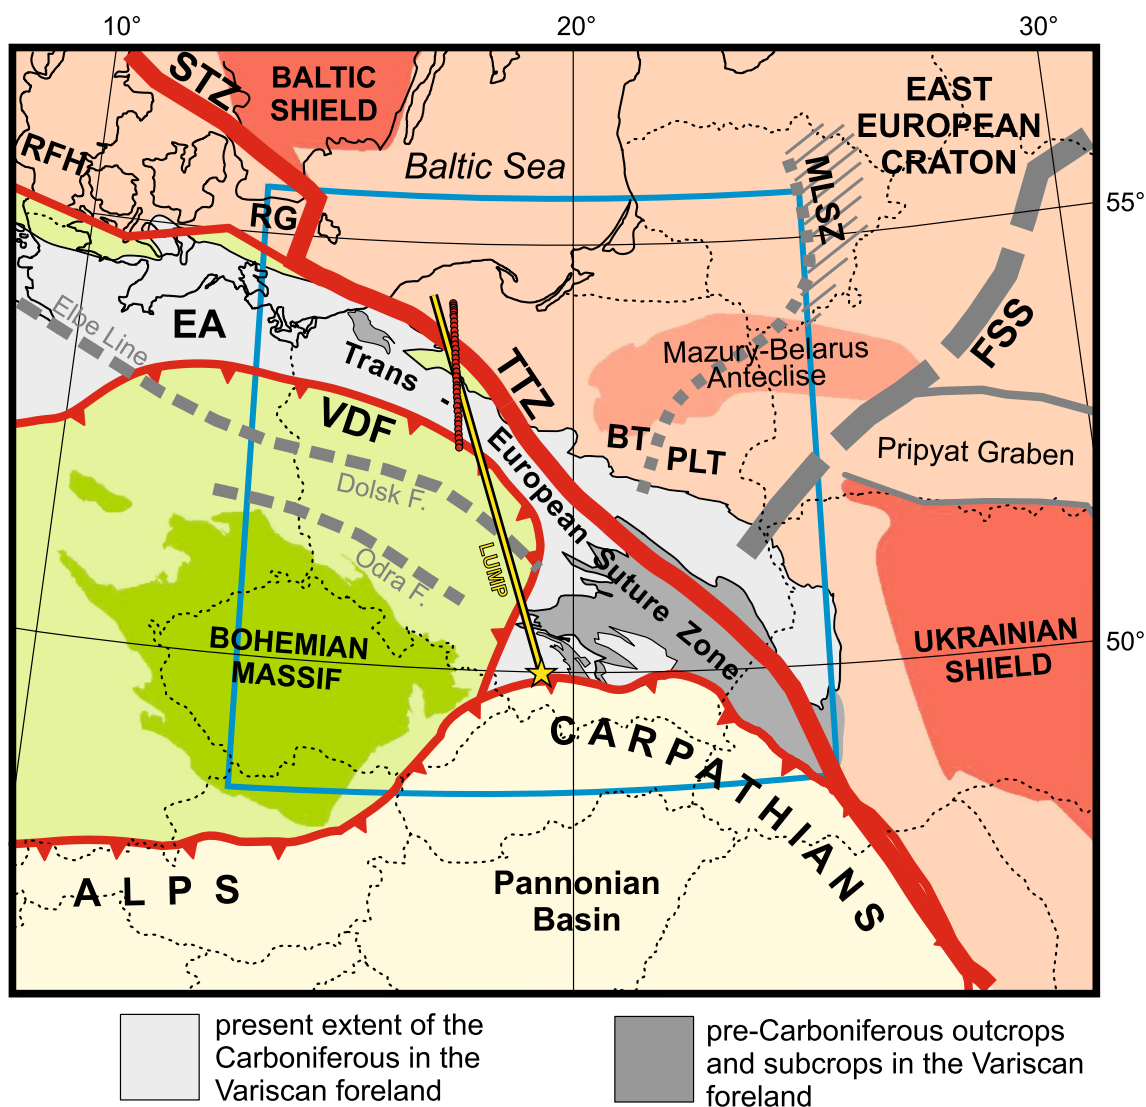 10°
20°
30°
STZ
BALTIC
SHIELD
EAST
EUROPEAN
CRATON
RFH
Baltic Sea
MLSZ
55°
RG
Elbe Line
EA
FSS
Trans -
TTZ
Mazury-Belarus
Anteclise
VDF
BT
PLT
Pripyat Graben
European
Dolsk F.
LUMP
Odra F.
Suture Zone
BOHEMIAN
MASSIF
UKRAINIAN
SHIELD
50°
CARPATHIANS
ALPS
Pannonian
Basin
present extent of the
Carboniferous in the
Variscan foreland
pre-Carboniferous outcrops
and subcrops in the Variscan
foreland